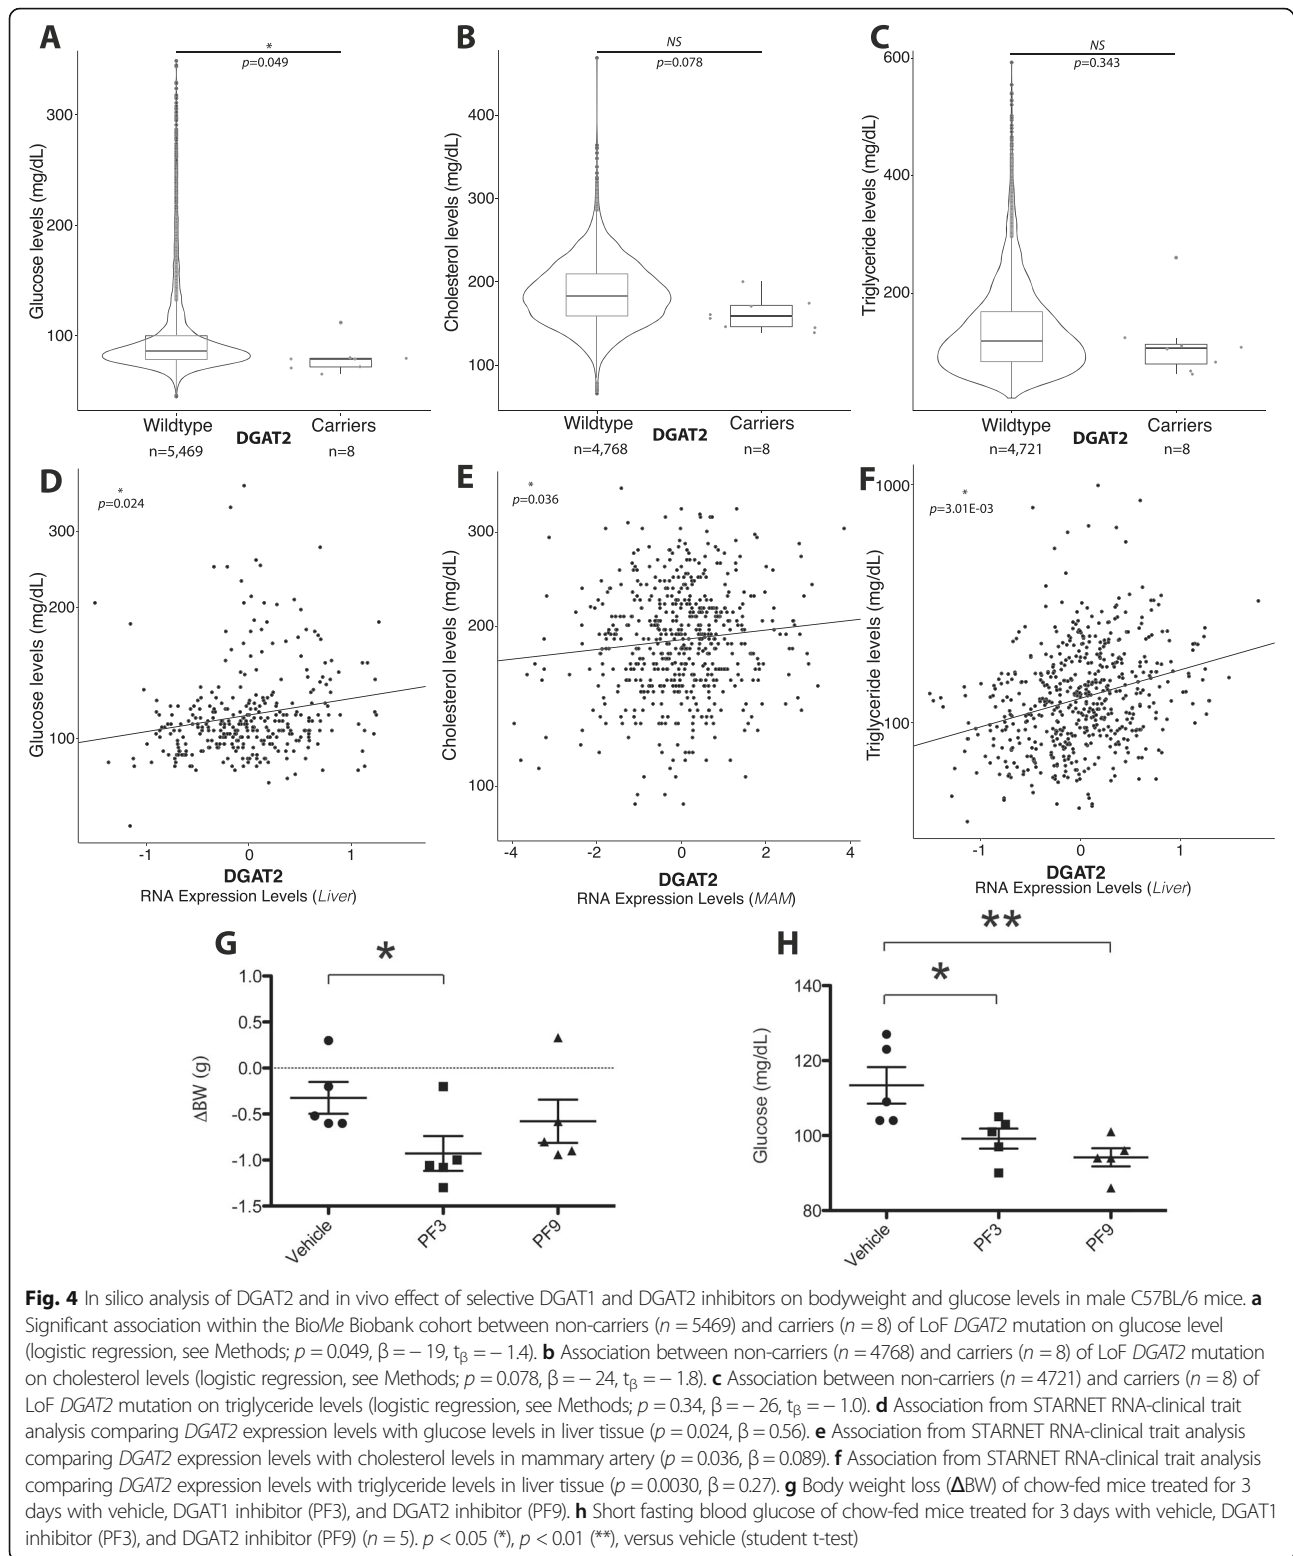 A
B
C
*
p=0.049
NS
p=0.078
NS
p=0.343
Glucose levels (mg/dL)
300
200
100
Cholesterol levels (mg/dL)
400
300
200
100
Triglyceride levels (mg/dL)
600
400
200
Wildtype
DGAT2
Carriers
n=5,469
n=8
Wildtype
DGAT2
Carriers
n=4,768
n=8
Wildtype
DGAT2
Carriers
n=4,721
n=8
D
*
p=0.024
Glucose levels (mg/dL)
300
200
100
-1
0
1
DGAT2
RNA Expression Levels (Liver)
E
*
p=0.036
Cholesterol levels (mg/dL)
300
200
100
-4
-2
0
2
4
DGAT2
RNA Expression Levels (MAM)
F
*
p=3.01E-03
Triglyceride levels (mg/dL)
1000
100
-1
0
1
DGAT2
RNA Expression Levels (Liver)
G
*
ΔBW (g)
1.0
0.5
0.0
-0.5
-1.0
-1.5
Vehicle
PF3
PF9
H
**
*
Glucose (mg/dL)
140
120
100
80
Vehicle
PF3
PF9
Fig. 4 In silico analysis of DGAT2 and in vivo effect of selective DGAT1 and DGAT2 inhibitors on bodyweight and glucose levels in male C57BL/6 mice. a
Significant association within the BioMe Biobank cohort between non-carriers (n = 5469) and carriers (n = 8) of LoF DGAT2 mutation on glucose level
(logistic regression, see Methods; p = 0.049, β = − 19, tβ = − 1.4). b Association between non-carriers (n = 4768) and carriers (n = 8) of LoF DGAT2 mutation
on cholesterol levels (logistic regression, see Methods; p = 0.078, β = − 24, tβ = − 1.8). c Association between non-carriers (n = 4721) and carriers (n = 8) of
LoF DGAT2 mutation on triglyceride levels (logistic regression, see Methods; p = 0.34, β = − 26, tβ = − 1.0). d Association from STARNET RNA-clinical trait
analysis comparing DGAT2 expression levels with glucose levels in liver tissue (p = 0.024, β = 0.56). e Association from STARNET RNA-clinical trait analysis
comparing DGAT2 expression levels with cholesterol levels in mammary artery (p = 0.036, β = 0.089). f Association from STARNET RNA-clinical trait analysis
comparing DGAT2 expression levels with triglyceride levels in liver tissue (p = 0.0030, β = 0.27). g Body weight loss (ΔBW) of chow-fed mice treated for 3
days with vehicle, DGAT1 inhibitor (PF3), and DGAT2 inhibitor (PF9). h Short fasting blood glucose of chow-fed mice treated for 3 days with vehicle, DGAT1
inhibitor (PF3), and DGAT2 inhibitor (PF9) (n = 5). p < 0.05 (*), p < 0.01 (**), versus vehicle (student t-test)